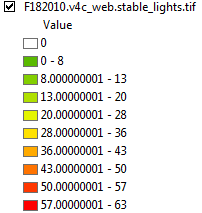 F182010.v4c_web.stable_lights.tif
Value
0
0 - 8
8.00000001 - 13
13.00000001 - 20
20.00000001 - 28
28.00000001 - 36
36.00000001 - 43
43.00000001 - 50
50.00000001 - 57
57.00000001 - 63